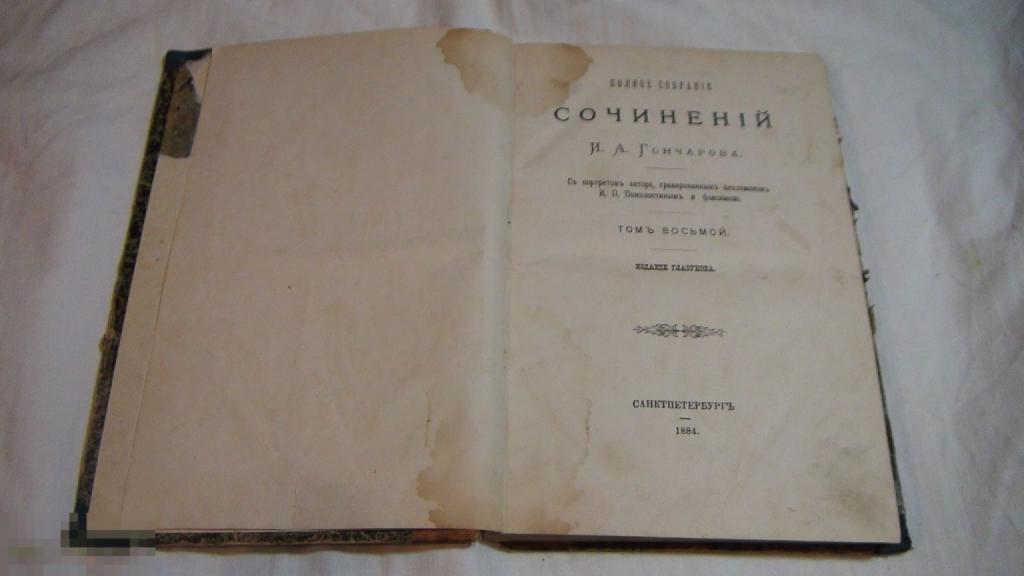 ПОЛНОЕ СОБРАНІЕ
СОЧИНЕНІЙ
И. А. ГОНЧАРОВА.
Съ портретомъ автора, гравированнымъ академикомъ
И. П. Пожалостинымъ и факсимиле.
ТОМЪ ВОСЬМОЙ.
ИЗДАНІЕ ГЛАЗУНОВА.
САНКТПЕТЕРБУРГЪ
1884.